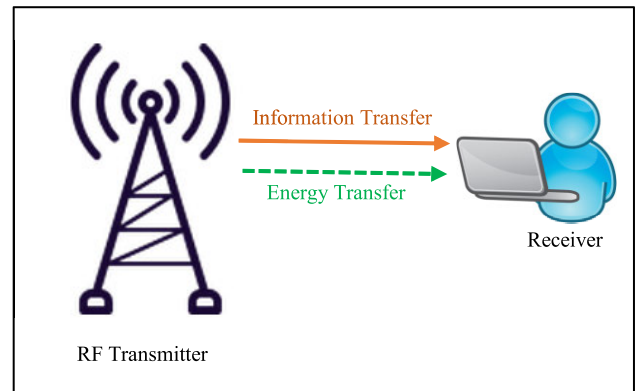 Information Transfer
Energy Transfer
Receiver
RF Transmitter